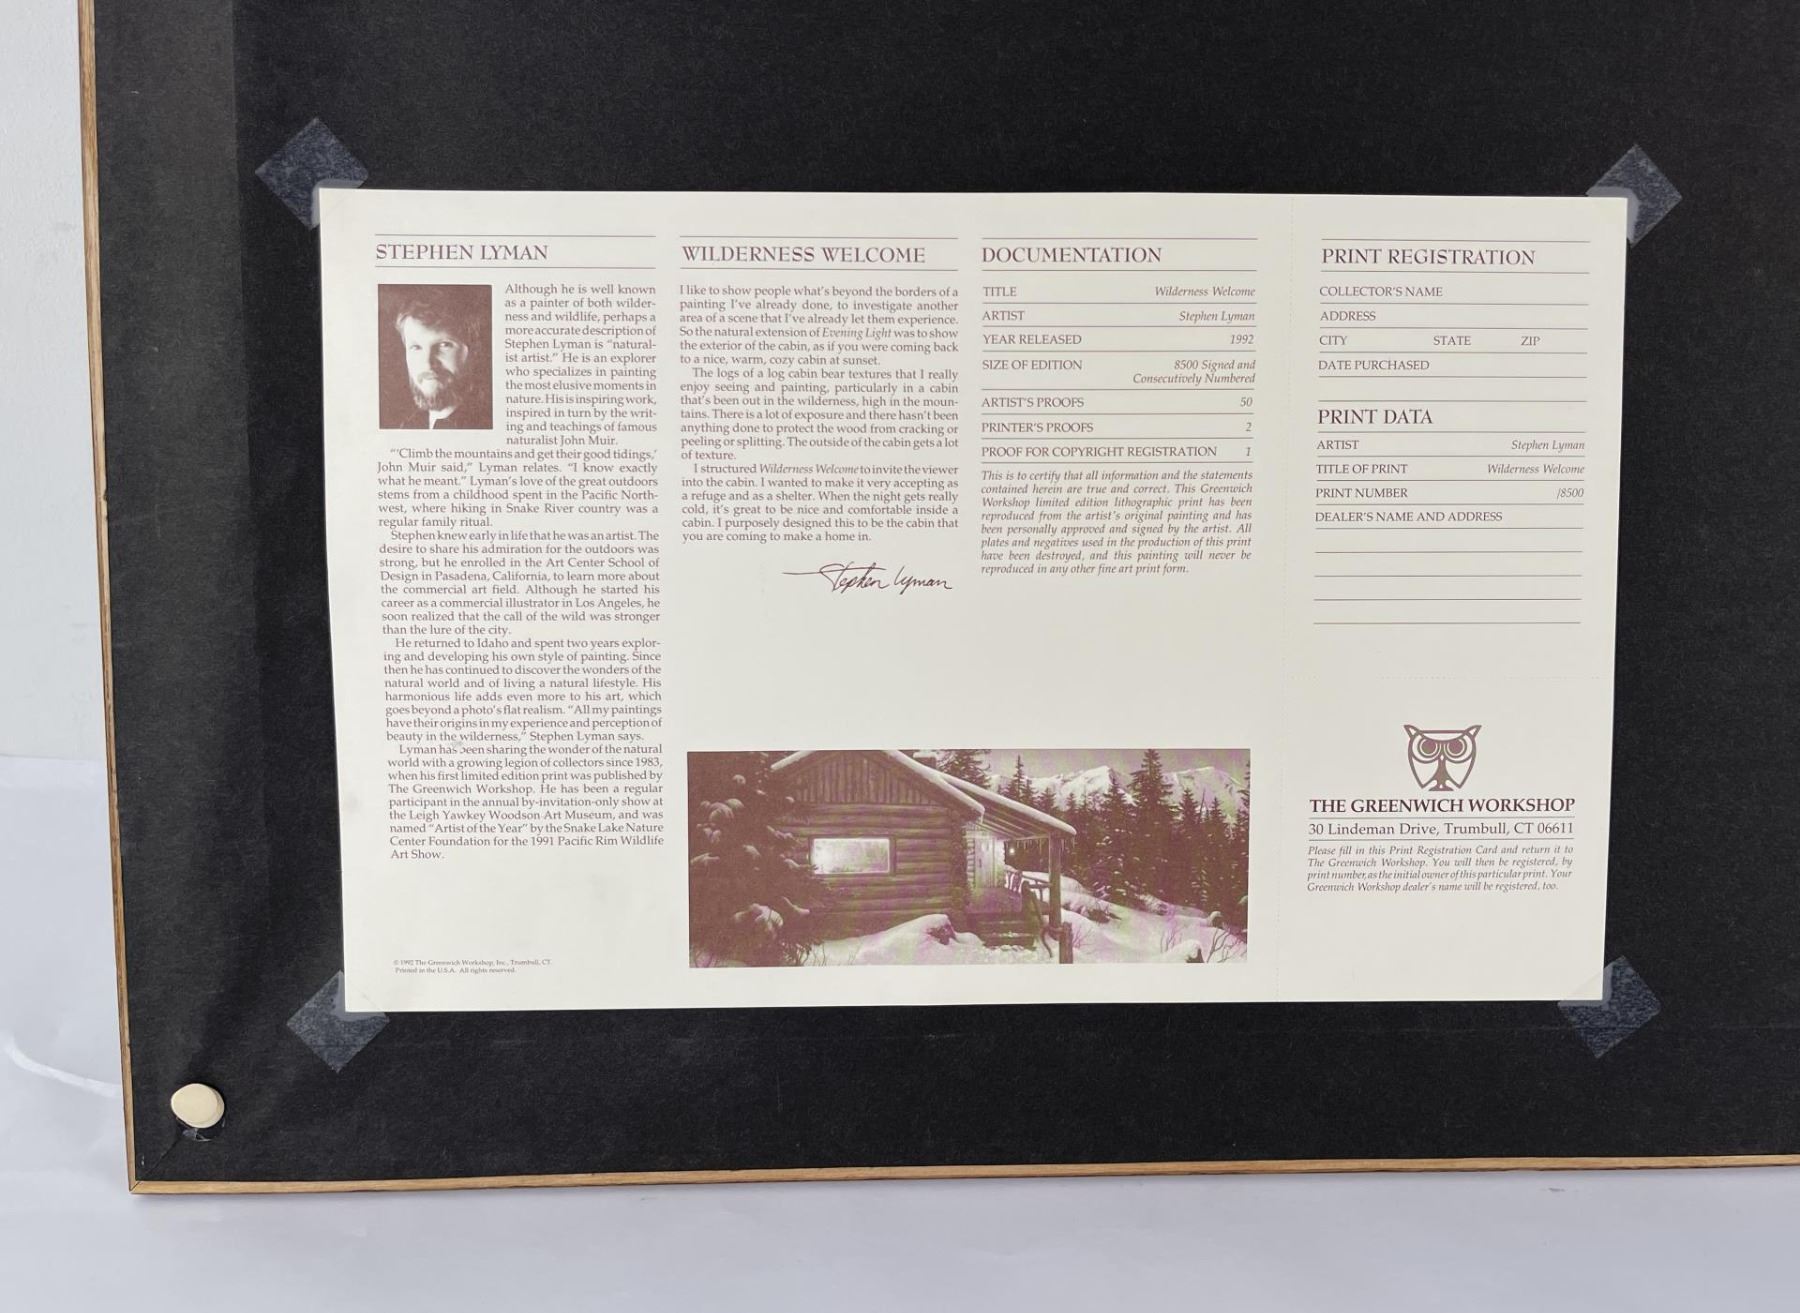 STEPHEN LYMAN
Although he is well known
as a painter of both wilder-
ness and wildlife, perhaps a
more accurate description of
Stephen Lyman is "natural-
ist artist." He is an explorer
who specializes in painting
the most elusive moments in
nature. His is inspiring work,
inspired in turn by the writ-
ing and teachings of famous
naturalist John Muir.
"'Climb the mountains and get their good tidings,'
John Muir said," Lyman relates. "I know exactly
what he meant." Lyman's love of the great outdoors
stems from a childhood spent in the Pacific North-
west, where hiking in Snake River country was a
regular family ritual.
Stephen knew early in life that he was an artist. The
desire to share his admiration for the outdoors was
strong, but he enrolled in the Art Center School of
Design in Pasadena, California, to learn more about
the commercial art field. Although he started his
career as a commercial illustrator in Los Angeles, he
soon realized that the call of the wild was stronger
than the lure of the city.
He returned to Idaho and spent two years explor-
ing and developing his own style of painting. Since
then he has continued to discover the wonders of the
natural world and of living a natural lifestyle. His
harmonious life adds even more to his art, which
goes beyond a photo's flat realism. "All my paintings
have their origins in my experience and perception of
beauty in the wilderness," Stephen Lyman says.
Lyman has been sharing the wonder of the natural
world with a growing legion of collectors since 1983,
when his first limited edition print was published by
The Greenwich Workshop. He has been a regular
participant in the annual by-invitation-only show at
the Leigh Yawkey Woodson Art Museum, and was
named "Artist of the Year" by the Snake Lake Nature
Center Foundation for the 1991 Pacific Rim Wildlife
Art Show.
© 1992 The Greenwich Workshop, Inc., Trumbull, CT.
Printed in the U.S.A. All rights reserved.
WILDERNESS WELCOME
I like to show people what's beyond the borders of a
painting I've already done, to investigate another
area of a scene that I've already let them experience.
So the natural extension of Evening Light was to show
the exterior of the cabin, as if you were coming back
to a nice, warm, cozy cabin at sunset.
The logs of a log cabin bear textures that I really
enjoy seeing and painting, particularly in a cabin
that's been out in the wilderness, high in the moun-
tains. There is a lot of exposure and there hasn't been
anything done to protect the wood from cracking or
peeling or splitting. The outside of the cabin gets a lot
of texture.
I structured Wilderness Welcome to invite the viewer
into the cabin. I wanted to make it very accepting as
a refuge and as a shelter. When the night gets really
cold, it's great to be nice and comfortable inside a
cabin. I purposely designed this to be the cabin that
you are coming to make a home in.
Stephen Lyman
DOCUMENTATION
TITLE Wilderness Welcome
ARTIST Stephen Lyman
YEAR RELEASED 1992
SIZE OF EDITION 8500 Signed and
Consecutively Numbered
ARTIST'S PROOFS 50
PRINTER'S PROOFS 2
PROOF FOR COPYRIGHT REGISTRATION 1
This is to certify that all information and the statements
contained herein are true and correct. This Greenwich
Workshop limited edition lithographic print has been
reproduced from the artist's original painting and has
been personally approved and signed by the artist. All
plates and negatives used in the production of this print
have been destroyed, and this painting will never be
reproduced in any other fine art print form.
PRINT REGISTRATION
COLLECTOR'S NAME
ADDRESS
CITY STATE ZIP
DATE PURCHASED
PRINT DATA
ARTIST Stephen Lyman
TITLE OF PRINT Wilderness Welcome
PRINT NUMBER /8500
DEALER'S NAME AND ADDRESS
THE GREENWICH WORKSHOP
30 Lindeman Drive, Trumbull, CT 06611
Please fill in this Print Registration Card and return it to
The Greenwich Workshop. You will then be registered, by
print number, as the initial owner of this particular print. Your
Greenwich Workshop dealer's name will be registered, too.